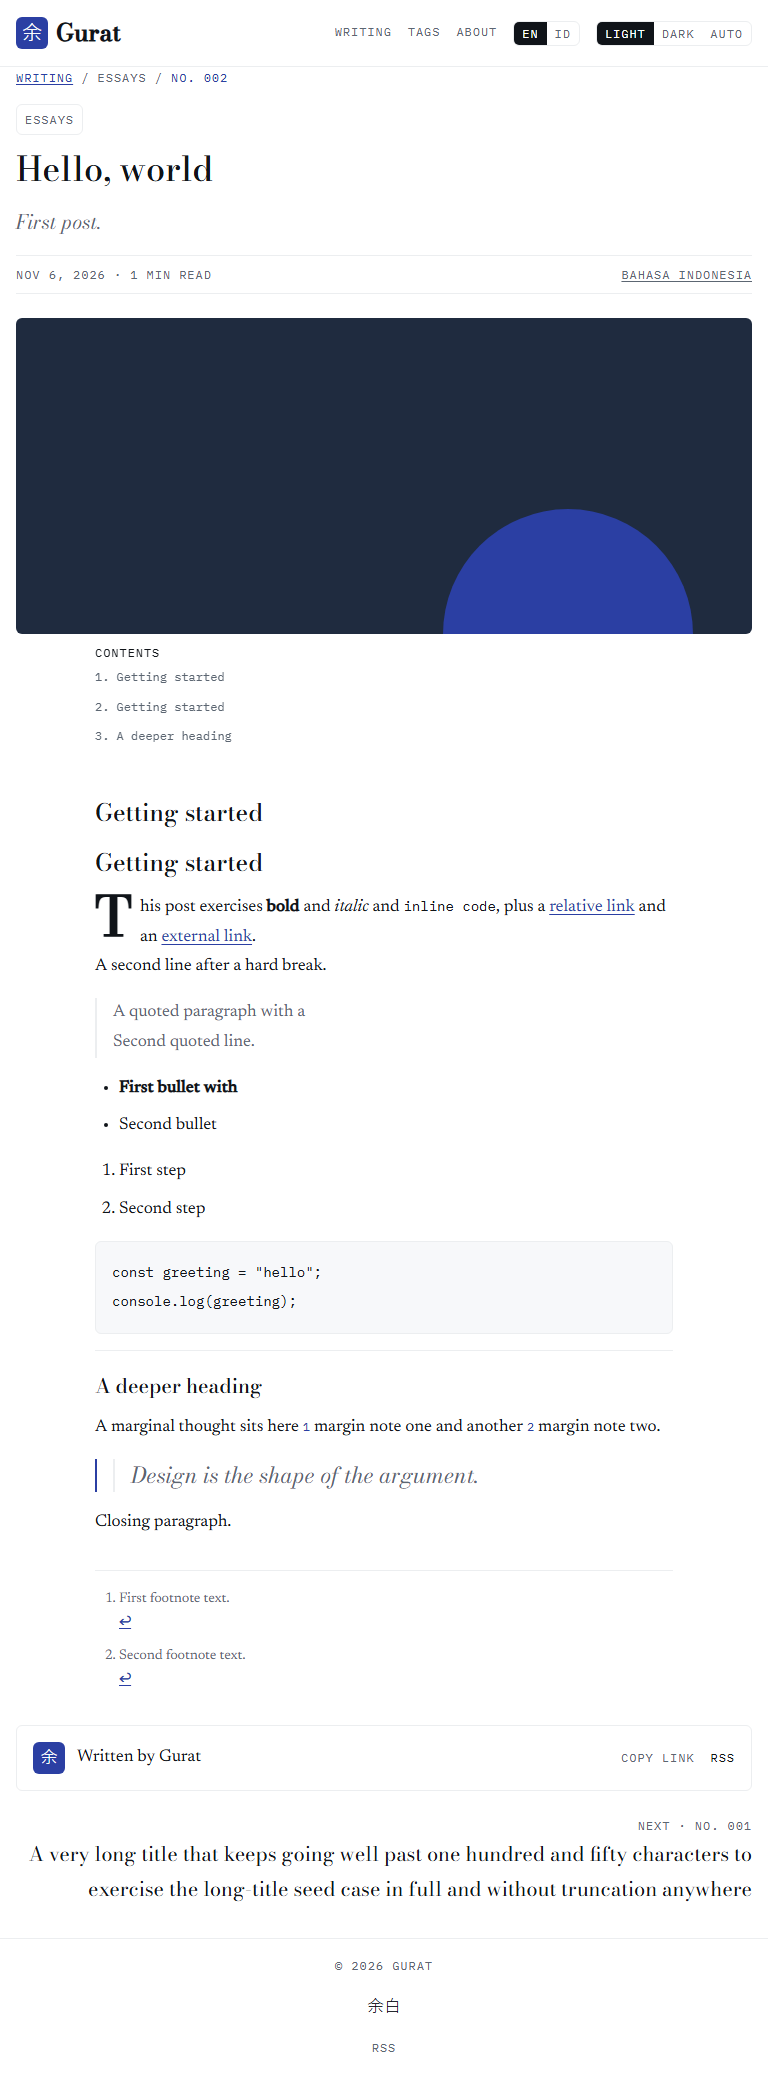 余 Gurat WRITING TAGS ABOUT EN ID LIGHT DARK AUTO
WRITING / ESSAYS / NO. 002
ESSAYS
Hello, world
First post.
NOV 6, 2026 · 1 MIN READ BAHASA INDONESIA
CONTENTS
1. Getting started
2. Getting started
3. A deeper heading
Getting started
Getting started
This post exercises bold and italic and inline code, plus a relative link and
an external link.
A second line after a hard break.
A quoted paragraph with a
Second quoted line.
• First bullet with
• Second bullet
1. First step
2. Second step
const greeting = "hello";
console.log(greeting);
A deeper heading
A marginal thought sits here 1 margin note one and another 2 margin note two.
Design is the shape of the argument.
Closing paragraph.
1. First footnote text.
↩
2. Second footnote text.
↩
余 Written by Gurat COPY LINK RSS
NEXT · NO. 001
A very long title that keeps going well past one hundred and fifty characters to
exercise the long-title seed case in full and without truncation anywhere
© 2026 GURAT
余白
RSS